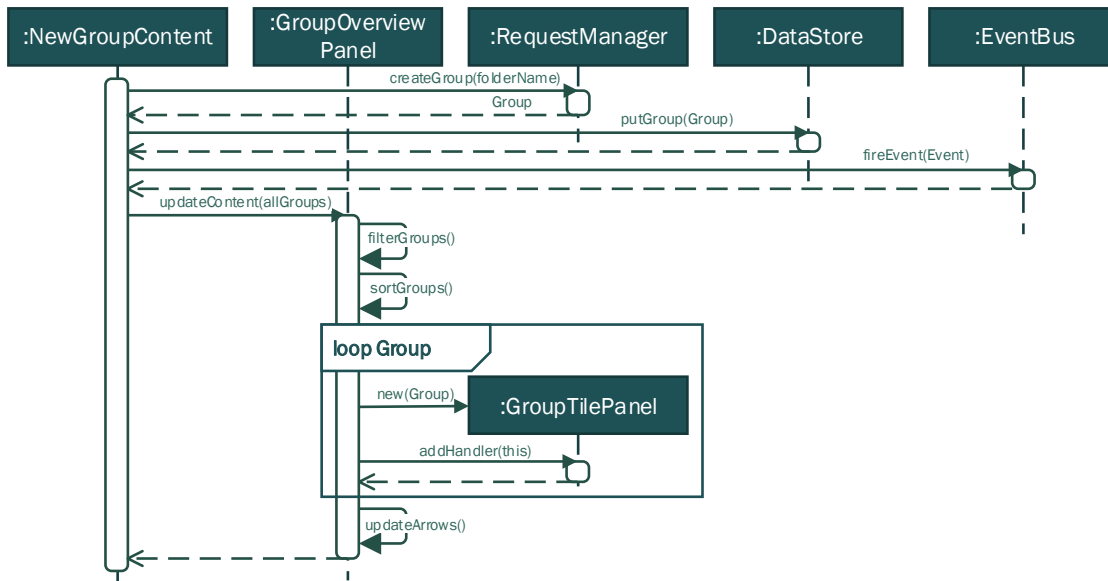 :NewGroupContent
:GroupOverview
Panel
:RequestManager
:DataStore
:EventBus
createGroup(folderName)
Group
putGroup(Group)
fireEvent(Event)
updateContent(allGroups)
filterGroups()
sortGroups()
loop Group
new(Group)
:GroupTilePanel
addHandler(this)
updateArrows()